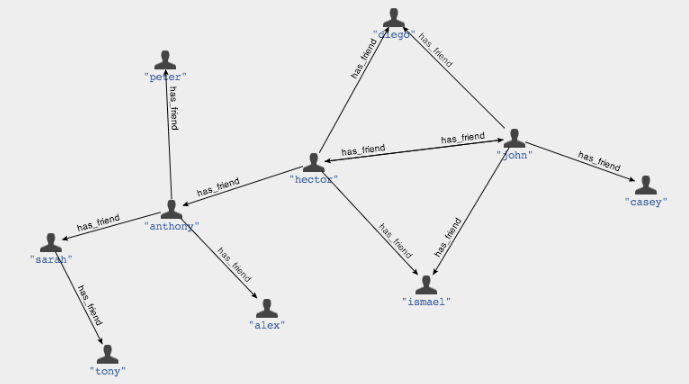 "diego"
has_friend
has_friend
"peter"
has_friend
has_friend
has_friend
"john"
has_friend
"hector"
has_friend
"casey"
"anthony"
has_friend
has_friend
has_friend
"sarah"
has_friend
"ismael"
has_friend
"alex"
"tony"